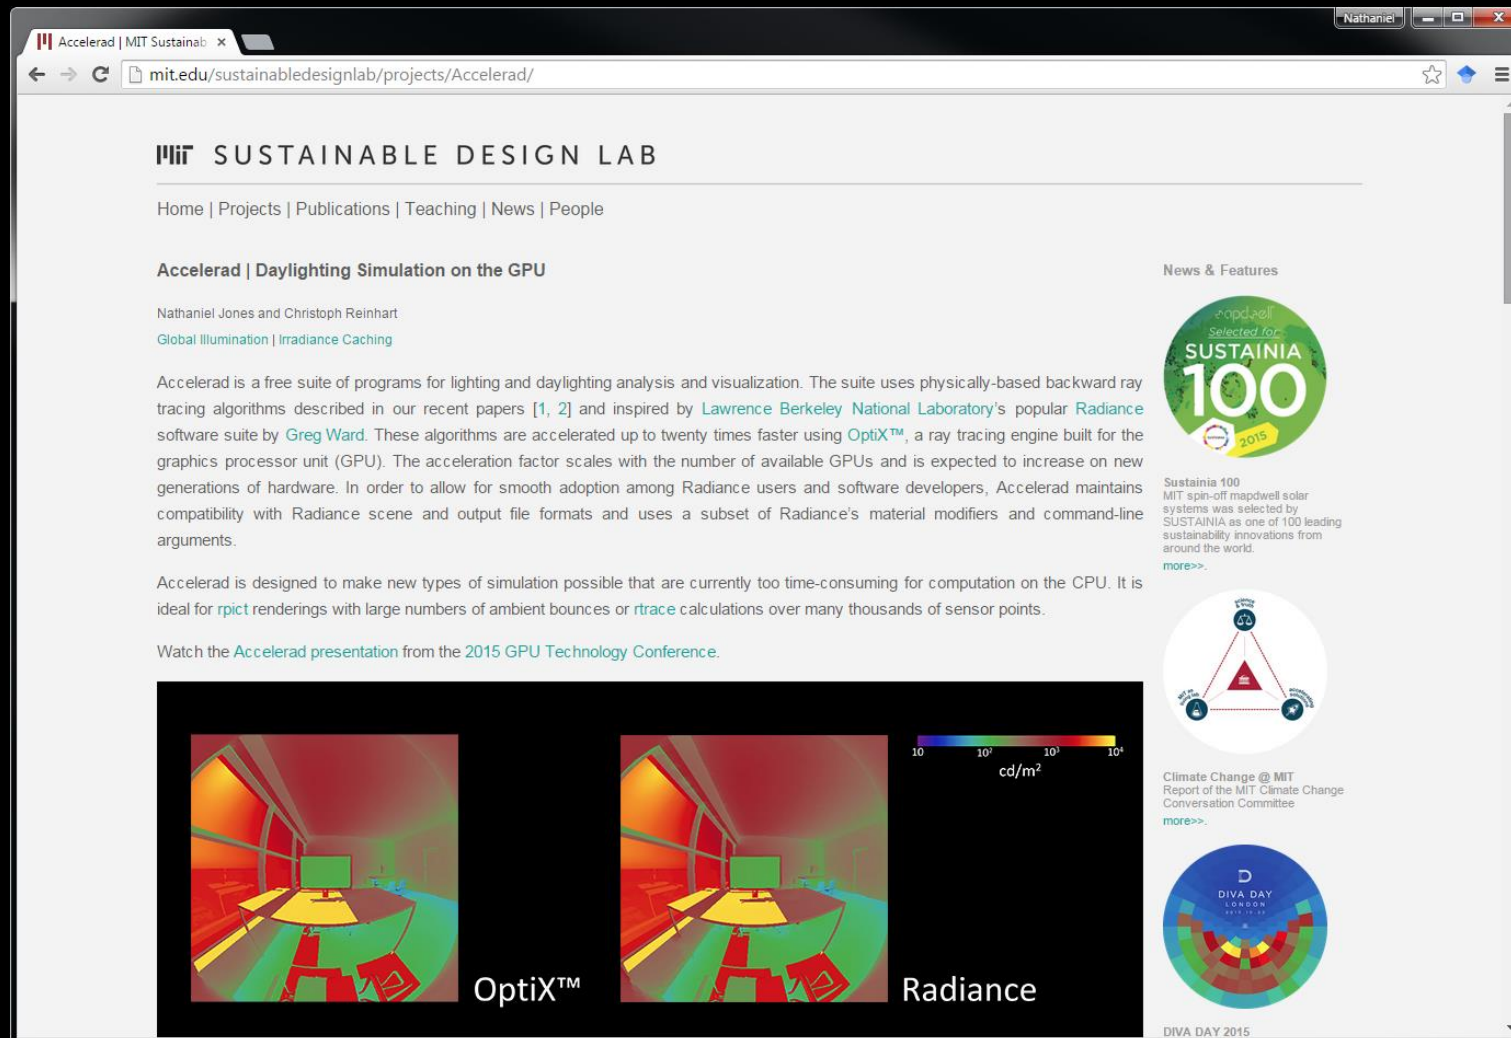 Nathaniel
Accelerad | MIT Sustainab
mit.edu/sustainabledesignlab/projects/Accelerad/
MIT SUSTAINABLE DESIGN LAB
Home | Projects | Publications | Teaching | News | People
Accelerad | Daylighting Simulation on the GPU
Nathaniel Jones and Christoph Reinhart
Global Illumination | Irradiance Caching
Accelerad is a free suite of programs for lighting and daylighting analysis and visualization. The suite uses physically-based backward ray
tracing algorithms described in our recent papers [1, 2] and inspired by Lawrence Berkeley National Laboratory's popular Radiance
software suite by Greg Ward. These algorithms are accelerated up to twenty times faster using OptiX™, a ray tracing engine built for the
graphics processor unit (GPU). The acceleration factor scales with the number of available GPUs and is expected to increase on new
generations of hardware. In order to allow for smooth adoption among Radiance users and software developers, Accelerad maintains
compatibility with Radiance scene and output file formats and uses a subset of Radiance's material modifiers and command-line
arguments.
Accelerad is designed to make new types of simulation possible that are currently too time-consuming for computation on the CPU. It is
ideal for rpict renderings with large numbers of ambient bounces or rtrace calculations over many thousands of sensor points.
Watch the Accelerad presentation from the 2015 GPU Technology Conference.
10 10² 10³ 10⁴
cd/m²
OptiX™
Radiance
News & Features
Selected for
SUSTAINIA
100
2015
Sustainia 100
MIT spin-off mapdwell solar
systems was selected by
SUSTAINIA as one of 100 leading
sustainability innovations from
around the world.
more>>.
science
& truth
MIT as
living lab
accelerating
solutions
Climate Change @ MIT
Report of the MIT Climate Change
Conversation Committee
more>>.
D
DIVA DAY
LONDON
DIVA DAY 2015